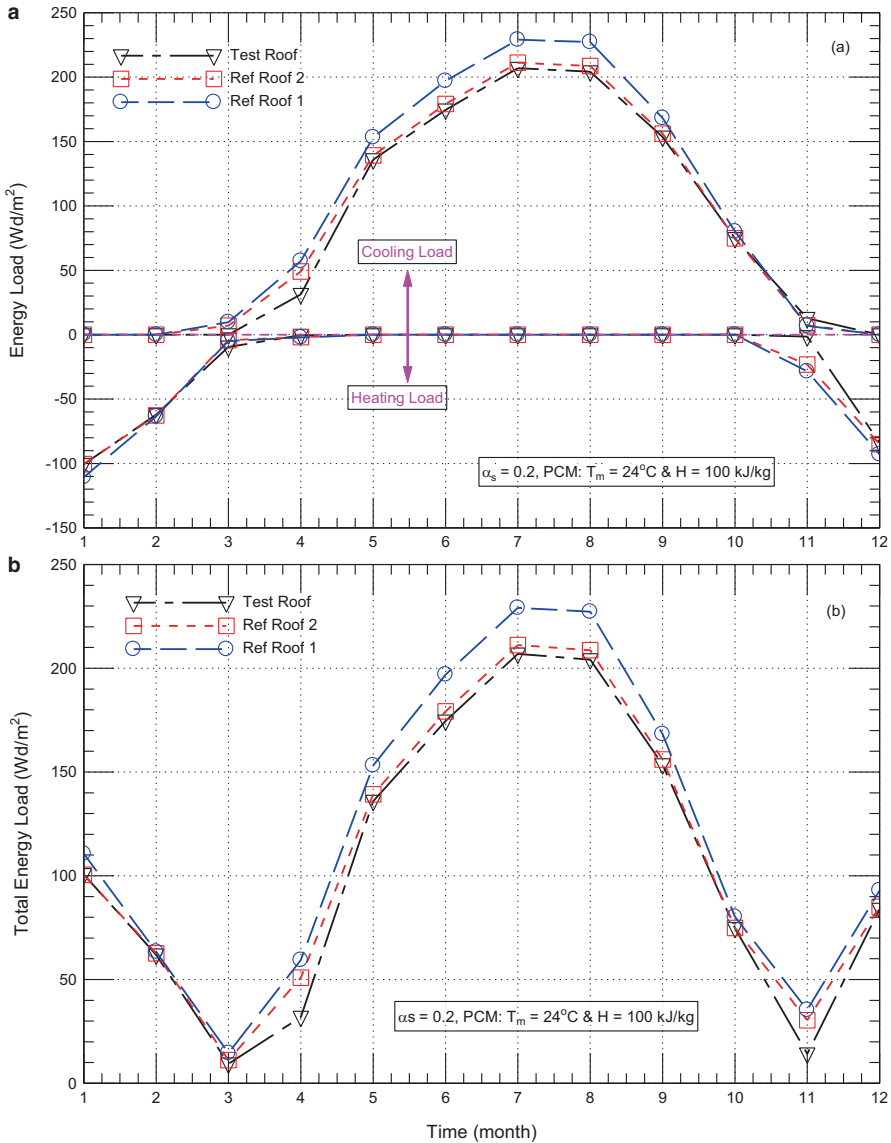 a
250
200
150
100
50
0
-50
-100
-150
Energy Load (Wd/m²)
Test Roof
Ref Roof 2
Ref Roof 1
(a)
Cooling Load
Heating Load
αₛ = 0.2, PCM: Tₘ = 24°C & H = 100 kJ/kg
1 2 3 4 5 6 7 8 9 10 11 12
b
250
200
150
100
50
0
Total Energy Load (Wd/m²)
Test Roof
Ref Roof 2
Ref Roof 1
(b)
αs = 0.2, PCM: Tₘ = 24°C & H = 100 kJ/kg
1 2 3 4 5 6 7 8 9 10 11 12
Time (month)